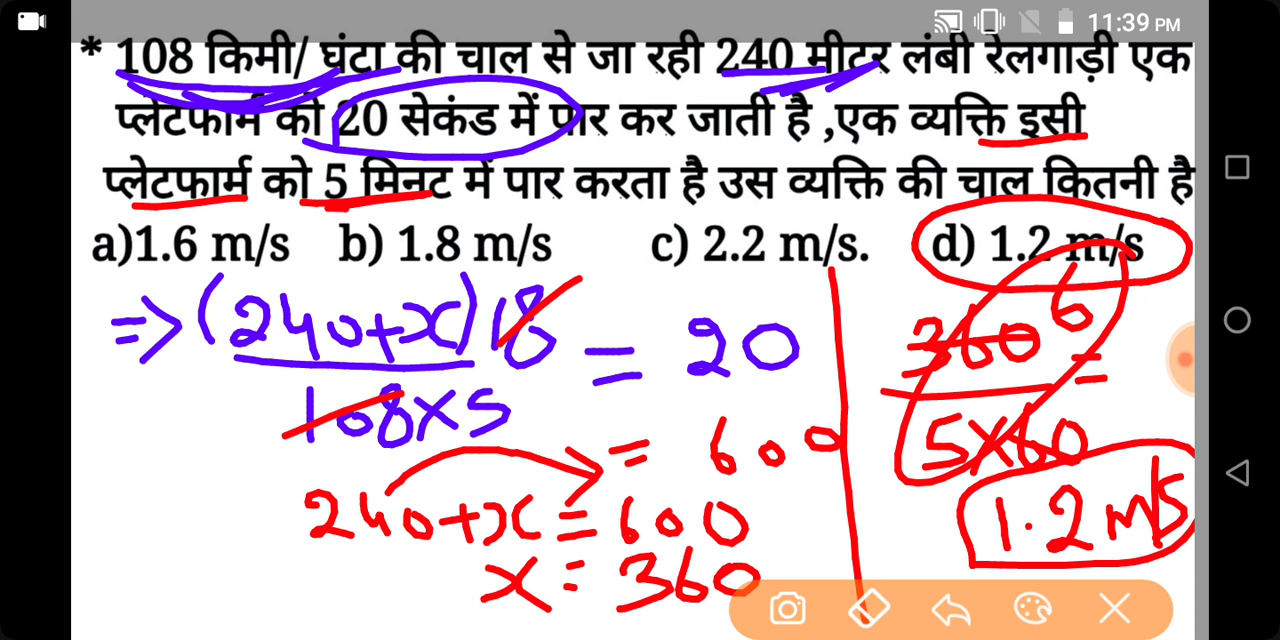 11:39 PM
* 108 किमी/ घंटा की चाल से जा रही 240 मीटर लंबी रेलगाड़ी एक
प्लेटफार्म को 20 सेकंड में पार कर जाती है ,एक व्यक्ति इसी
प्लेटफार्म को 5 मिनट में पार करता है उस व्यक्ति की चाल कितनी है
a)1.6 m/s b) 1.8 m/s c) 2.2 m/s. d) 1.2 m/s
=> (240+x) 18 = 20
108×5
= 600
240+x = 600
x = 360
360 6 =
5×60
1.2 m/s